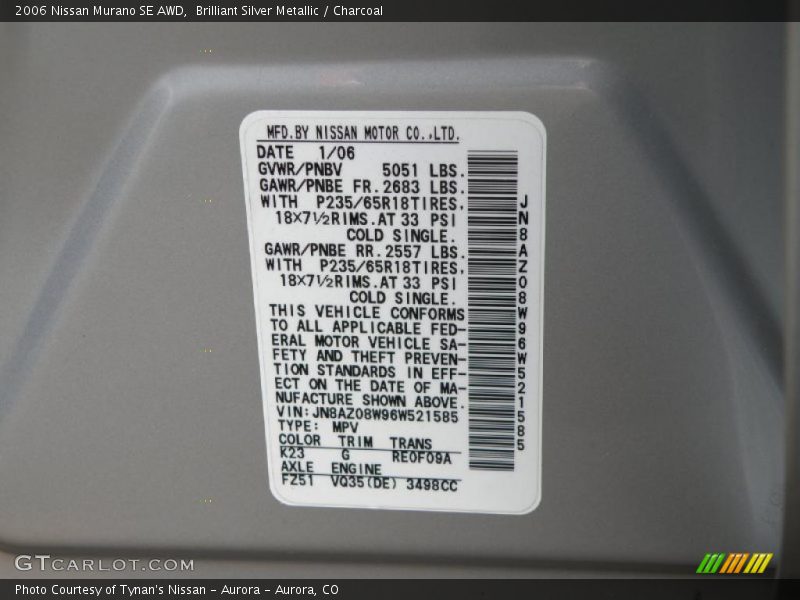 2006 Nissan Murano SE AWD,  Brilliant Silver Metallic / Charcoal
MFD.BY NISSAN MOTOR CO.,LTD.
DATE 1/06
GVWR/PNBV 5051 LBS.
GAWR/PNBE FR.2683 LBS.
WITH P235/65R18TIRES.
18X7½RIMS.AT 33 PSI
COLD SINGLE.
GAWR/PNBE RR.2557 LBS.
WITH P235/65R18TIRES.
18X7½RIMS.AT 33 PSI
COLD SINGLE.
THIS VEHICLE CONFORMS
TO ALL APPLICABLE FED-
ERAL MOTOR VEHICLE SA-
FETY AND THEFT PREVEN-
TION STANDARDS IN EFF-
ECT ON THE DATE OF MA-
NUFACTURE SHOWN ABOVE.
VIN:JN8AZ08W96W521585
TYPE: MPV
COLOR TRIM TRANS
K23 G RE0F09A
AXLE ENGINE
FZ51 VQ35(DE) 3498CC
JN8AZ08W96W521585
GTCARLOT.COM
Photo Courtesy of Tynan's Nissan - Aurora - Aurora, CO